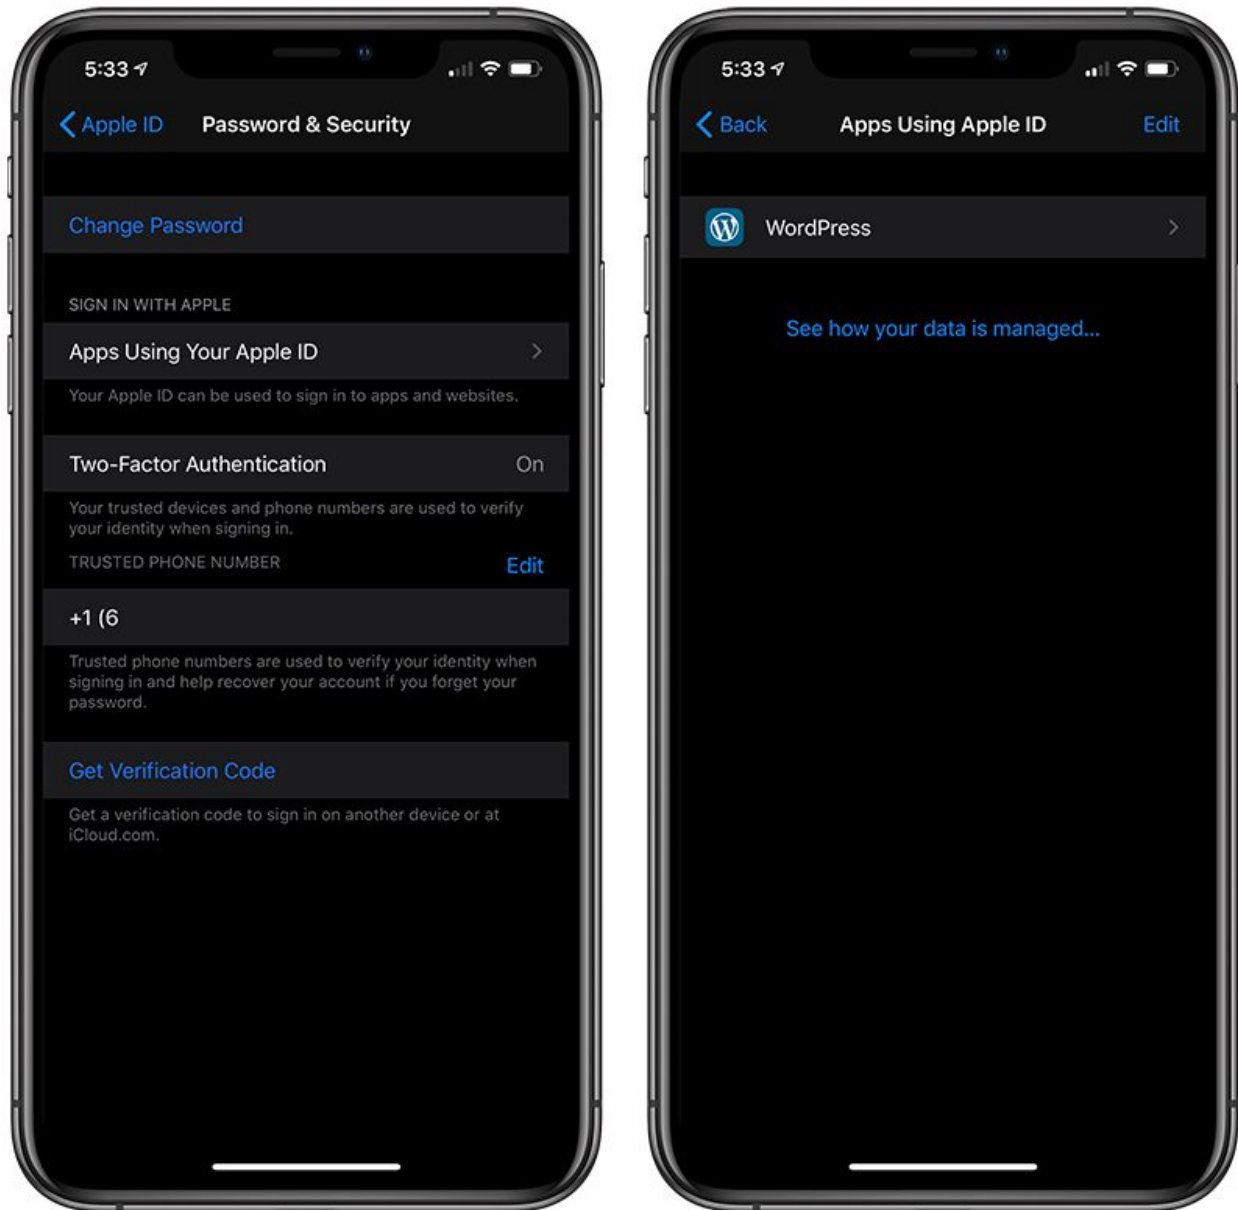 5:33
Apple ID
Password & Security
Change Password
SIGN IN WITH APPLE
Apps Using Your Apple ID
Your Apple ID can be used to sign in to apps and websites.
Two-Factor Authentication On
Your trusted devices and phone numbers are used to verify
your identity when signing in.
TRUSTED PHONE NUMBER Edit
+1 (6
Trusted phone numbers are used to verify your identity when
signing in and help recover your account if you forget your
password.
Get Verification Code
Get a verification code to sign in on another device or at
iCloud.com.
5:33
Back
Apps Using Apple ID
Edit
WordPress
See how your data is managed...